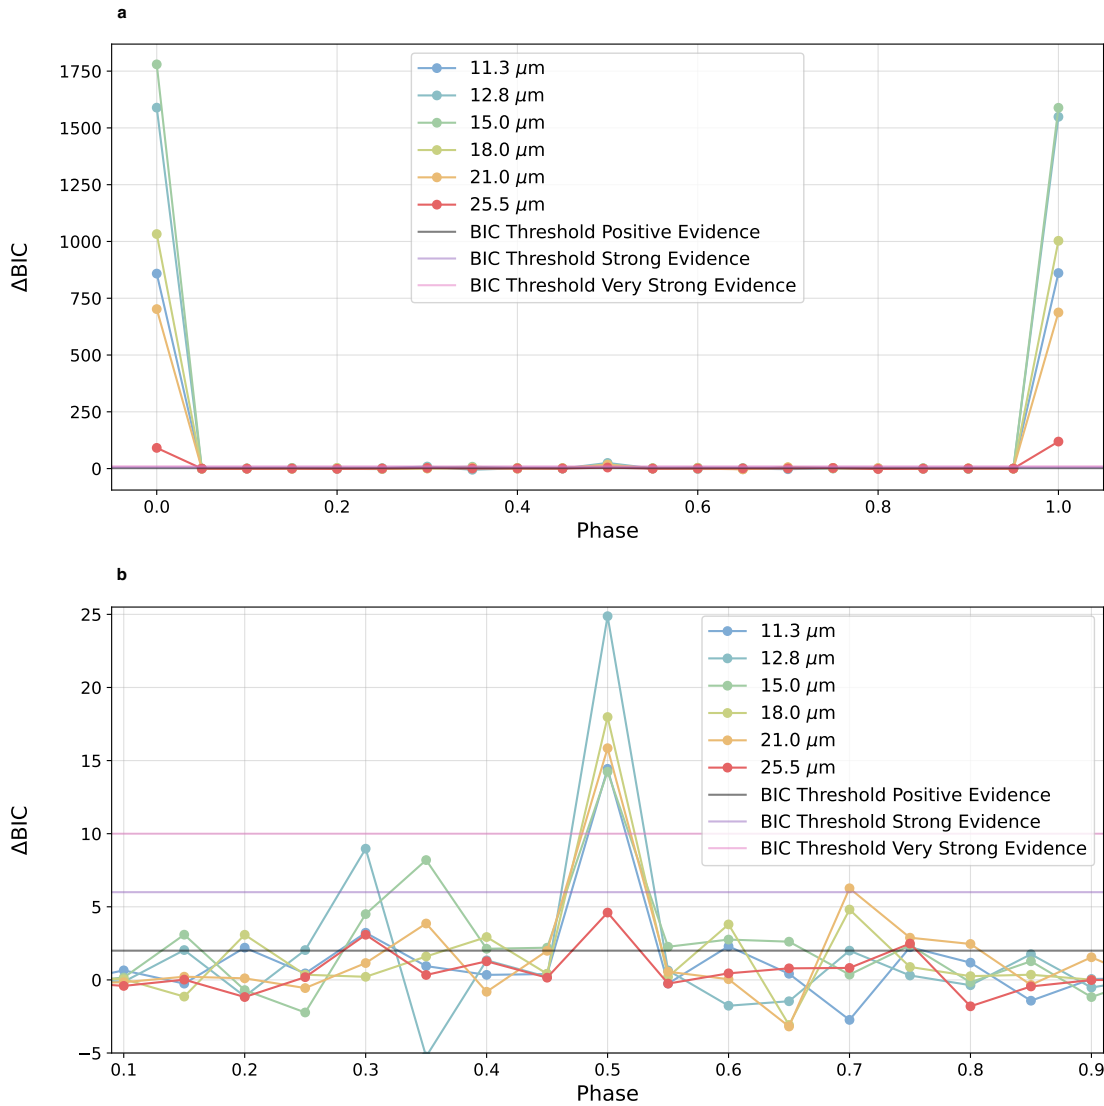 a
1750
1500
1250
1000
750
500
250
0
ΔBIC
11.3 μm
12.8 μm
15.0 μm
18.0 μm
21.0 μm
25.5 μm
BIC Threshold Positive Evidence
BIC Threshold Strong Evidence
BIC Threshold Very Strong Evidence
0.0 0.2 0.4 0.6 0.8 1.0
Phase
b
25
20
15
10
5
0
−5
ΔBIC
11.3 μm
12.8 μm
15.0 μm
18.0 μm
21.0 μm
25.5 μm
BIC Threshold Positive Evidence
BIC Threshold Strong Evidence
BIC Threshold Very Strong Evidence
0.1 0.2 0.3 0.4 0.5 0.6 0.7 0.8 0.9
Phase